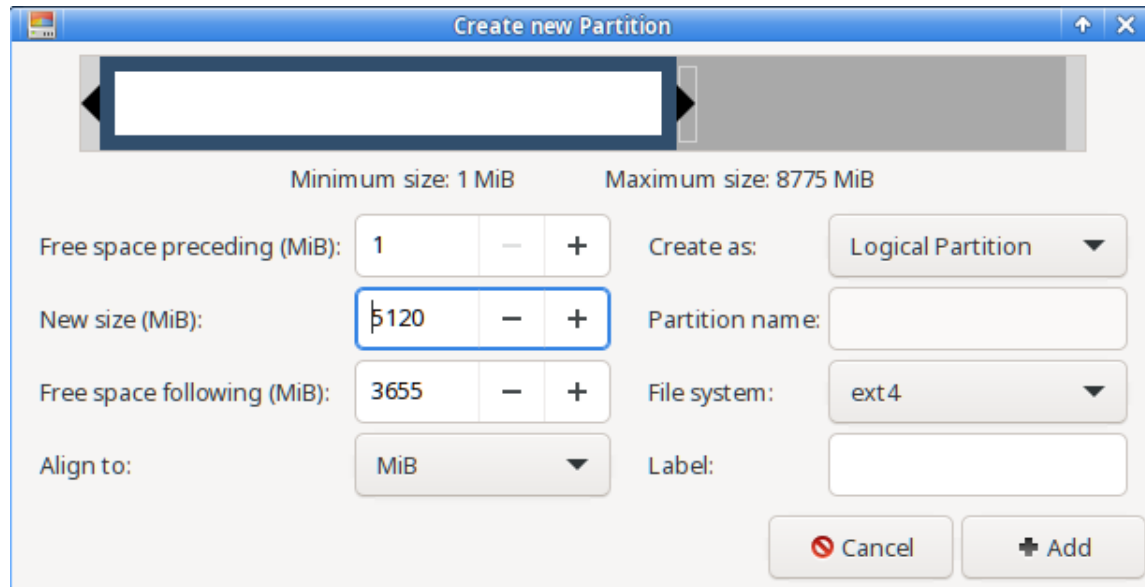 Create new Partition
Minimum size: 1 MiB Maximum size: 8775 MiB
Free space preceding (MiB): 1 − + Create as: Logical Partition
New size (MiB): 5120 − + Partition name:
Free space following (MiB): 3655 − + File system: ext4
Align to: MiB Label:
Cancel Add